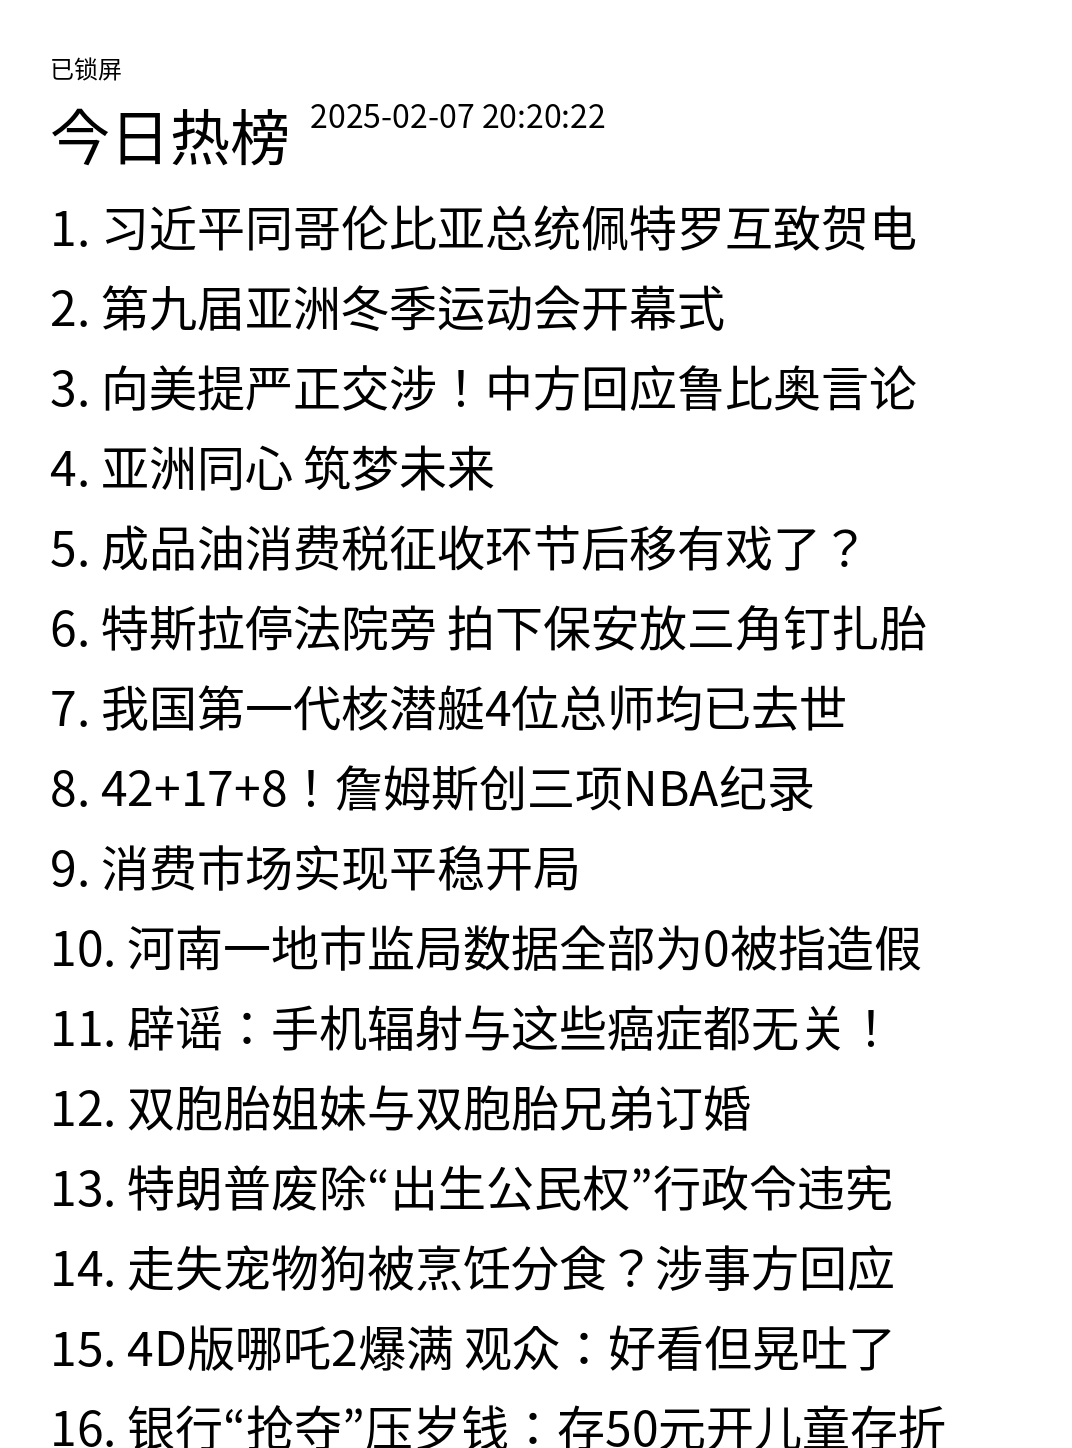 已锁屏
今日热榜 2025-02-07 20:20:22
1. 习近平同哥伦比亚总统佩特罗互致贺电
2. 第九届亚洲冬季运动会开幕式
3. 向美提严正交涉！中方回应鲁比奥言论
4. 亚洲同心 筑梦未来
5. 成品油消费税征收环节后移有戏了？
6. 特斯拉停法院旁 拍下保安放三角钉扎胎
7. 我国第一代核潜艇4位总师均已去世
8. 42+17+8！詹姆斯创三项NBA纪录
9. 消费市场实现平稳开局
10. 河南一地市监局数据全部为0被指造假
11. 辟谣：手机辐射与这些癌症都无关！
12. 双胞胎姐妹与双胞胎兄弟订婚
13. 特朗普废除“出生公民权”行政令违宪
14. 走失宠物狗被烹饪分食？涉事方回应
15. 4D版哪吒2爆满 观众：好看但晃吐了
16. 银行“抢夺”压岁钱：存50元开儿童存折